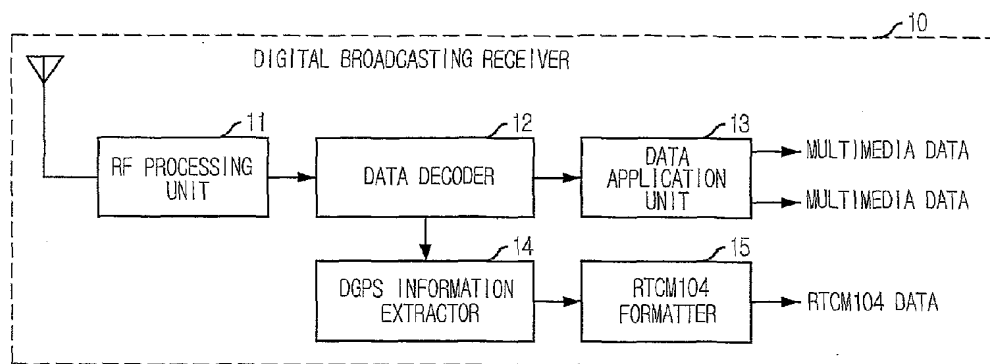 10
DIGITAL BROADCASTING RECEIVER
11
12
13
RF PROCESSING
UNIT
DATA DECODER
DATA
APPLICATION
UNIT
MULTIMEDIA DATA
MULTIMEDIA DATA
14
15
DGPS INFORMATION
EXTRACTOR
RTCM104
FORMATTER
RTCM104 DATA